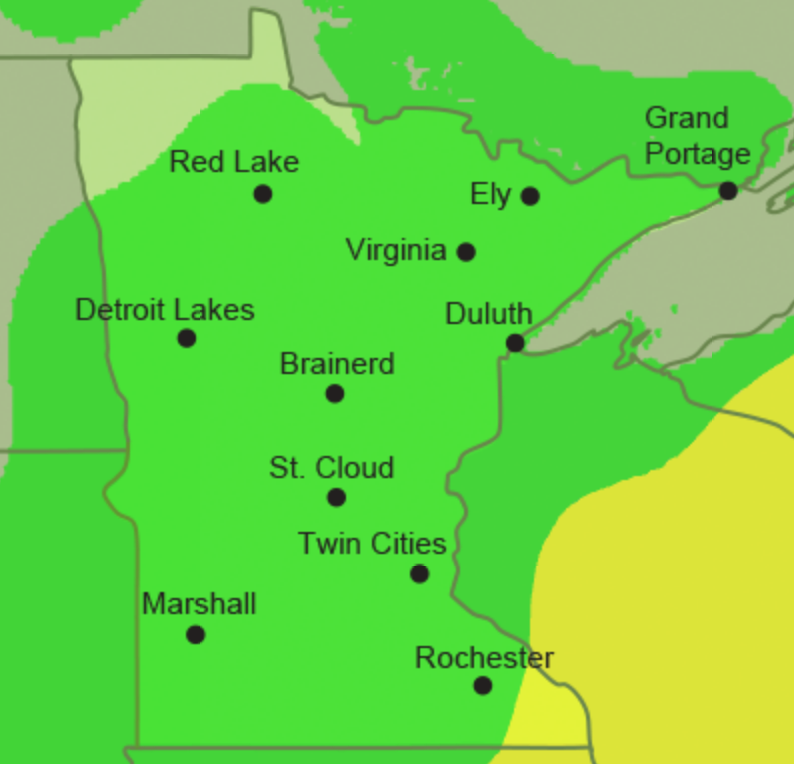 Grand
Portage
Red Lake
Ely
Virginia
Detroit Lakes
Duluth
Brainerd
St. Cloud
Twin Cities
Marshall
Rochester